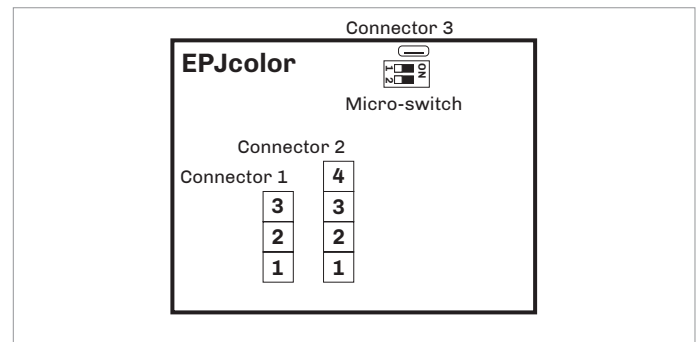 Connector 3
EPJcolor
1 2 ON
Micro-switch
Connector 2
Connector 1
4
3 3
2 2
1 1